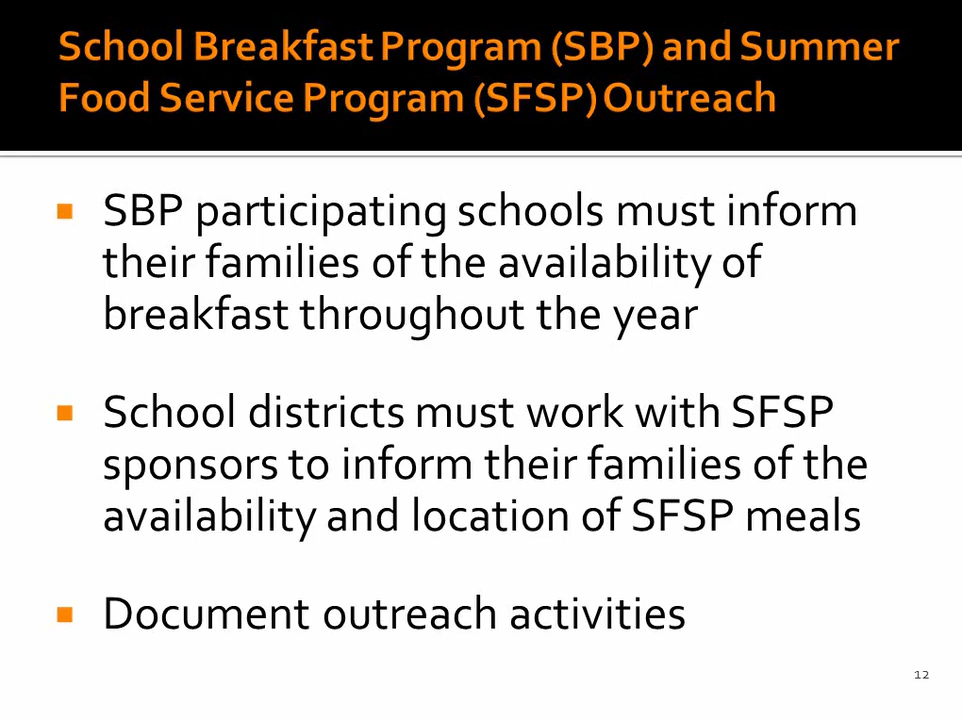 School Breakfast Program (SBP) and Summer
Food Service Program (SFSP) Outreach
SBP participating schools must inform
their families of the availability of
breakfast throughout the year
School districts must work with SFSP
sponsors to inform their families of the
availability and location of SFSP meals
Document outreach activities
12